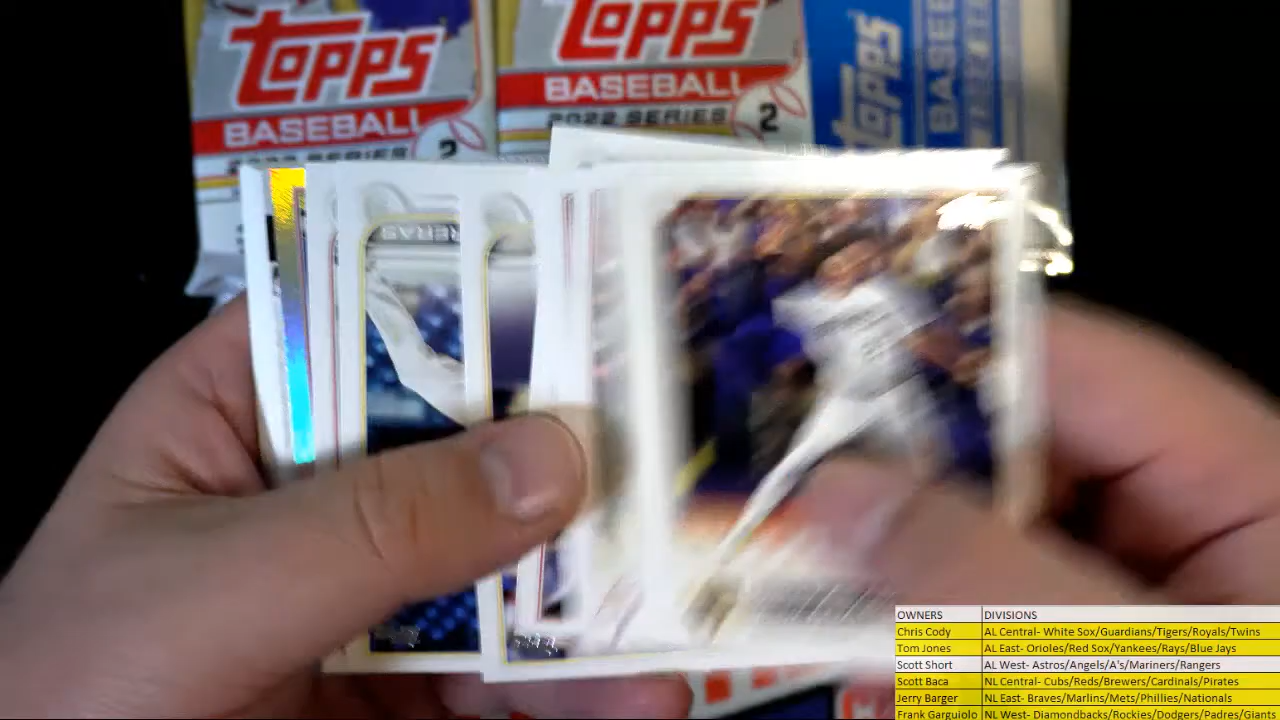 TOPPS
BASEBALL
2
TOPPS
BASEBALL
2022 SERIES 2
Topps
OWNERS DIVISIONS
Chris Cody AL Central- White Sox/Guardians/Tigers/Royals/Twins
Tom Jones AL East- Orioles/Red Sox/Yankees/Rays/Blue Jays
Scott Short AL West- Astros/Angels/A's/Mariners/Rangers
Scott Baca NL Central- Cubs/Reds/Brewers/Cardinals/Pirates
Jerry Barger NL East- Braves/Marlins/Mets/Phillies/Nationals
Frank Garguiolo NL West- Diamondbacks/Rockies/Dodgers/Padres/Giants